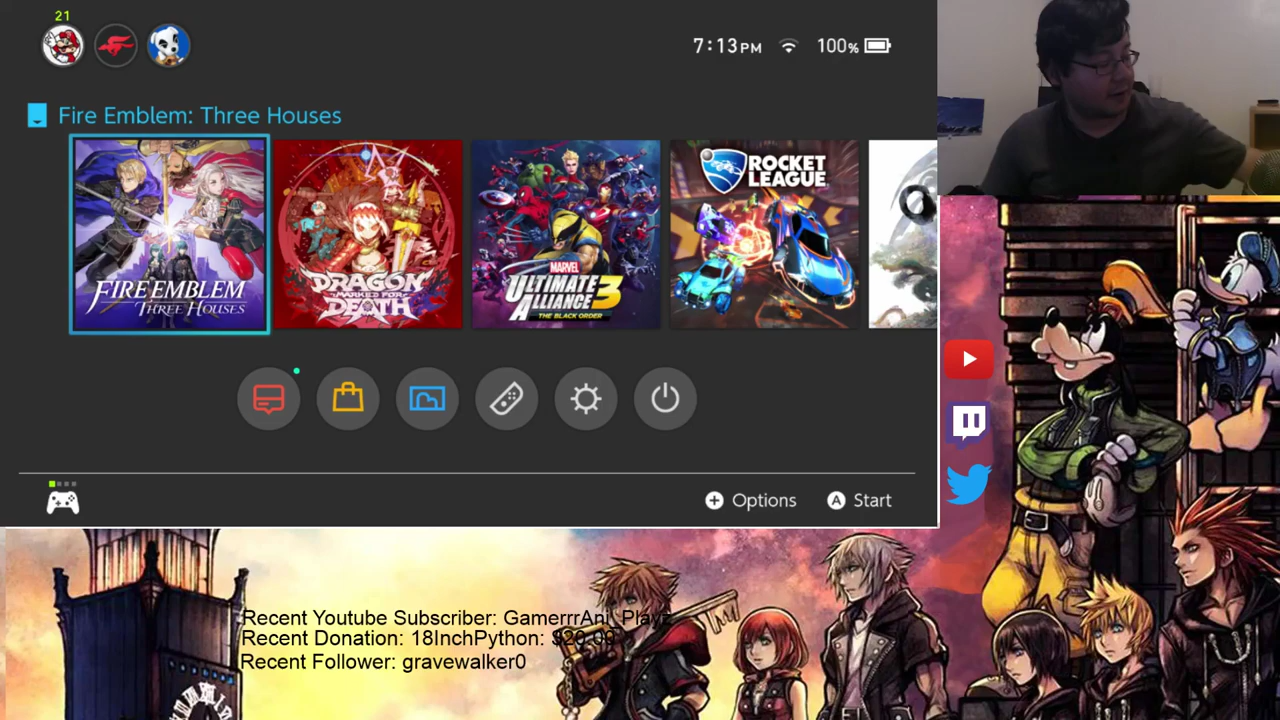 21
7:13PM 100%
Fire Emblem: Three Houses
FIRE EMBLEM
THREE HOUSES
DRAGON
MARKED FOR
DEATH
MARVEL
ULTIMATE
ALLIANCE 3
THE BLACK ORDER
ROCKET
LEAGUE
Options Start
Recent Youtube Subscriber: GamerrrAni_Playz
Recent Donation: 18InchPython: $20.00
Recent Follower: gravewalker0